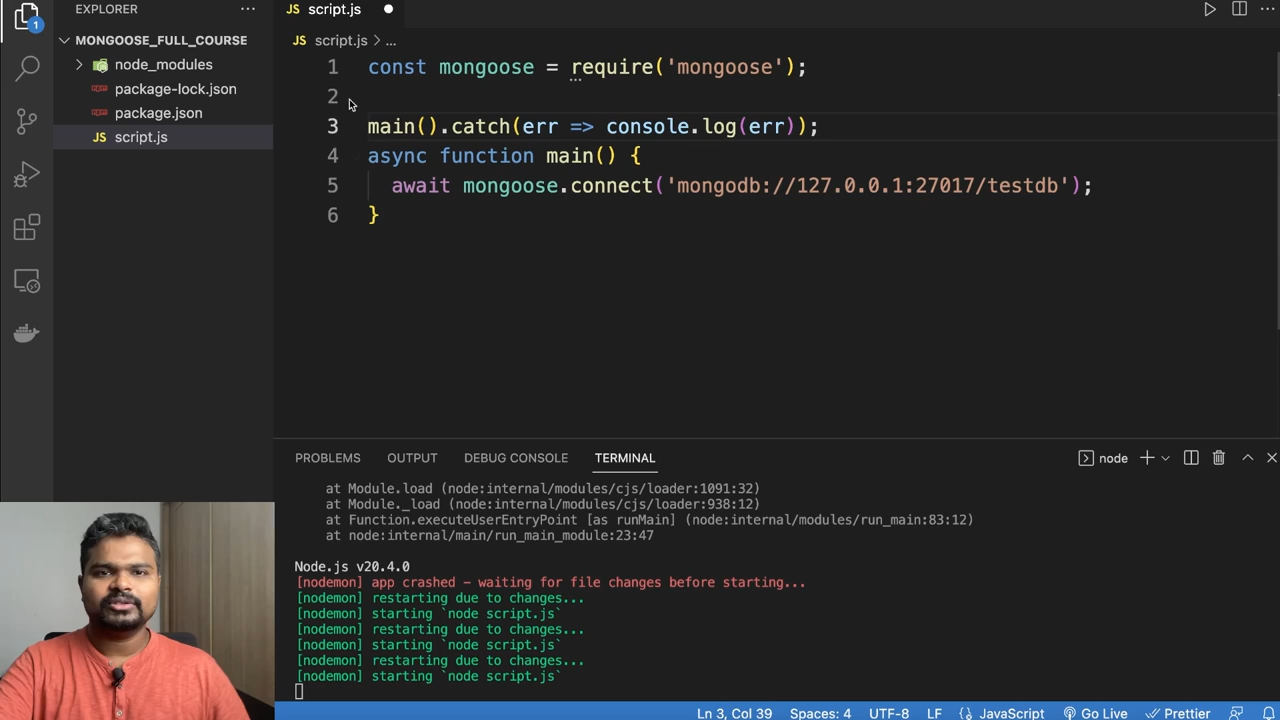 1
EXPLORER
MONGOOSE_FULL_COURSE
node_modules
package-lock.json
package.json
JS script.js
JS script.js
JS script.js > ...
1 const mongoose = require('mongoose');
2
3 main().catch(err => console.log(err));
4 async function main() {
5 await mongoose.connect('mongodb://127.0.0.1:27017/testdb');
6 }
PROBLEMS OUTPUT DEBUG CONSOLE TERMINAL node
at Module.load (node:internal/modules/cjs/loader:1091:32)
at Module._load (node:internal/modules/cjs/loader:938:12)
at Function.executeUserEntryPoint [as runMain] (node:internal/modules/run_main:83:12)
at node:internal/main/run_main_module:23:47
Node.js v20.4.0
[nodemon] app crashed - waiting for file changes before starting...
[nodemon] restarting due to changes...
[nodemon] starting `node script.js`
[nodemon] restarting due to changes...
[nodemon] starting `node script.js`
[nodemon] restarting due to changes...
[nodemon] starting `node script.js`
Ln 3, Col 39 Spaces: 4 UTF-8 LF {} JavaScript Go Live Prettier